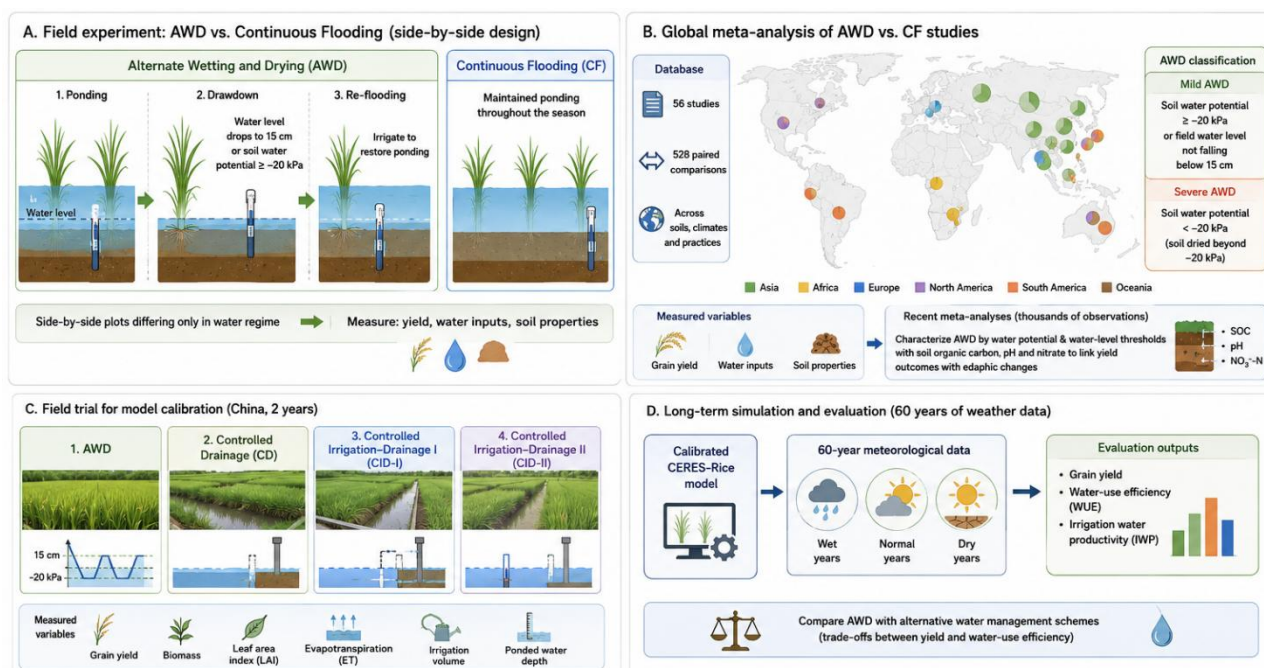 A. Field experiment: AWD vs. Continuous Flooding (side-by-side design)
Alternate Wetting and Drying (AWD)
1. Ponding
2. Drawdown
3. Re-flooding
Water level
drops to 15 cm
or soil water
potential ≥ −20 kPa
Irrigate to
restore ponding
Water level
Continuous Flooding (CF)
Maintained ponding
throughout the season
Side-by-side plots differing only in water regime
Measure: yield, water inputs, soil properties
B. Global meta-analysis of AWD vs. CF studies
Database
56 studies
528 paired
comparisons
Across
soils, climates
and practices
Asia
Africa
Europe
North America
South America
Oceania
AWD classification
Mild AWD
Soil water potential
≥ −20 kPa
or field water level
not falling
below 15 cm
Severe AWD
Soil water potential
< −20 kPa
(soil dried beyond
−20 kPa)
Measured variables
Grain yield
Water inputs
Soil properties
Recent meta-analyses (thousands of observations)
Characterize AWD by water potential & water-level thresholds
with soil organic carbon, pH and nitrate to link yield
outcomes with edaphic changes
• SOC
• pH
• NO₃⁻-N
C. Field trial for model calibration (China, 2 years)
1. AWD
15 cm
-20 kPa
2. Controlled
Drainage (CD)
3. Controlled
Irrigation–Drainage I
(CID-I)
4. Controlled
Irrigation–Drainage II
(CID-II)
Measured
variables
Grain yield
Biomass
Leaf area
index (LAI)
Evapotranspiration
(ET)
Irrigation
volume
Ponded water
depth
D. Long-term simulation and evaluation (60 years of weather data)
Calibrated
CERES-Rice
model
60-year meteorological data
Wet
years
Normal
years
Dry
years
Evaluation outputs
• Grain yield
• Water-use efficiency
(WUE)
• Irrigation water
productivity (IWP)
Compare AWD with alternative water management schemes
(trade-offs between yield and water-use efficiency)